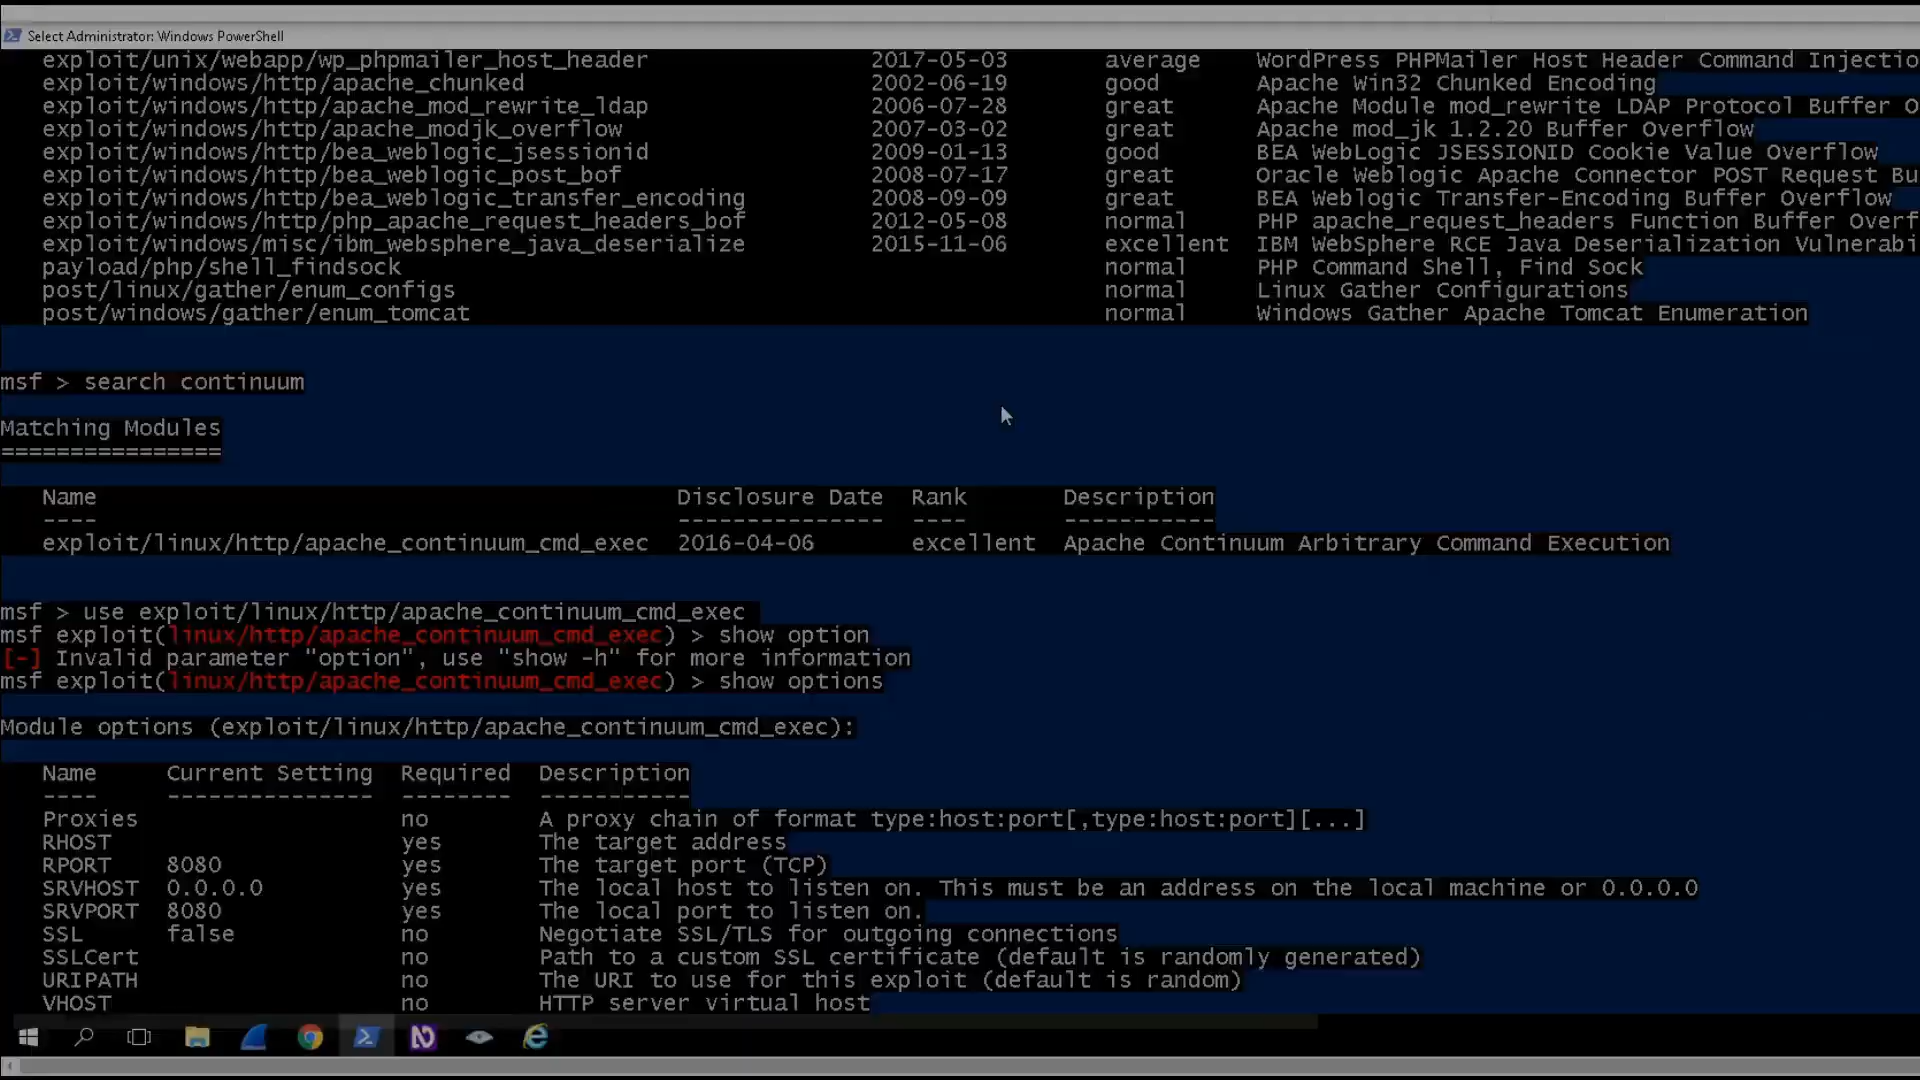 Select Administrator: Windows PowerShell
exploit/unix/webapp/wp_phpmailer_host_header 2017-05-03 average WordPress PHPMailer Host Header Command Injectio
exploit/windows/http/apache_chunked 2002-06-19 good Apache Win32 Chunked Encoding
exploit/windows/http/apache_mod_rewrite_ldap 2006-07-28 great Apache Module mod_rewrite LDAP Protocol Buffer O
exploit/windows/http/apache_modjk_overflow 2007-03-02 great Apache mod_jk 1.2.20 Buffer Overflow
exploit/windows/http/bea_weblogic_jsessionid 2009-01-13 good BEA WebLogic JSESSIONID Cookie Value Overflow
exploit/windows/http/bea_weblogic_post_bof 2008-07-17 great Oracle Weblogic Apache Connector POST Request Bu
exploit/windows/http/bea_weblogic_transfer_encoding 2008-09-09 great BEA Weblogic Transfer-Encoding Buffer Overflow
exploit/windows/http/php_apache_request_headers_bof 2012-05-08 normal PHP apache_request_headers Function Buffer Overf
exploit/windows/misc/ibm_websphere_java_deserialize 2015-11-06 excellent IBM WebSphere RCE Java Deserialization Vulnerabi
payload/php/shell_findsock normal PHP Command Shell, Find Sock
post/linux/gather/enum_configs normal Linux Gather Configurations
post/windows/gather/enum_tomcat normal Windows Gather Apache Tomcat Enumeration
msf > search continuum
Matching Modules
================
Name Disclosure Date Rank Description
---- --------------- ---- -----------
exploit/linux/http/apache_continuum_cmd_exec 2016-04-06 excellent Apache Continuum Arbitrary Command Execution
msf > use exploit/linux/http/apache_continuum_cmd_exec
msf exploit(linux/http/apache_continuum_cmd_exec) > show option
[-] Invalid parameter "option", use "show -h" for more information
msf exploit(linux/http/apache_continuum_cmd_exec) > show options
Module options (exploit/linux/http/apache_continuum_cmd_exec):
Name Current Setting Required Description
---- --------------- -------- -----------
Proxies no A proxy chain of format type:host:port[,type:host:port][...]
RHOST yes The target address
RPORT 8080 yes The target port (TCP)
SRVHOST 0.0.0.0 yes The local host to listen on. This must be an address on the local machine or 0.0.0.0
SRVPORT 8080 yes The local port to listen on.
SSL false no Negotiate SSL/TLS for outgoing connections
SSLCert no Path to a custom SSL certificate (default is randomly generated)
URIPATH no The URI to use for this exploit (default is random)
VHOST no HTTP server virtual host